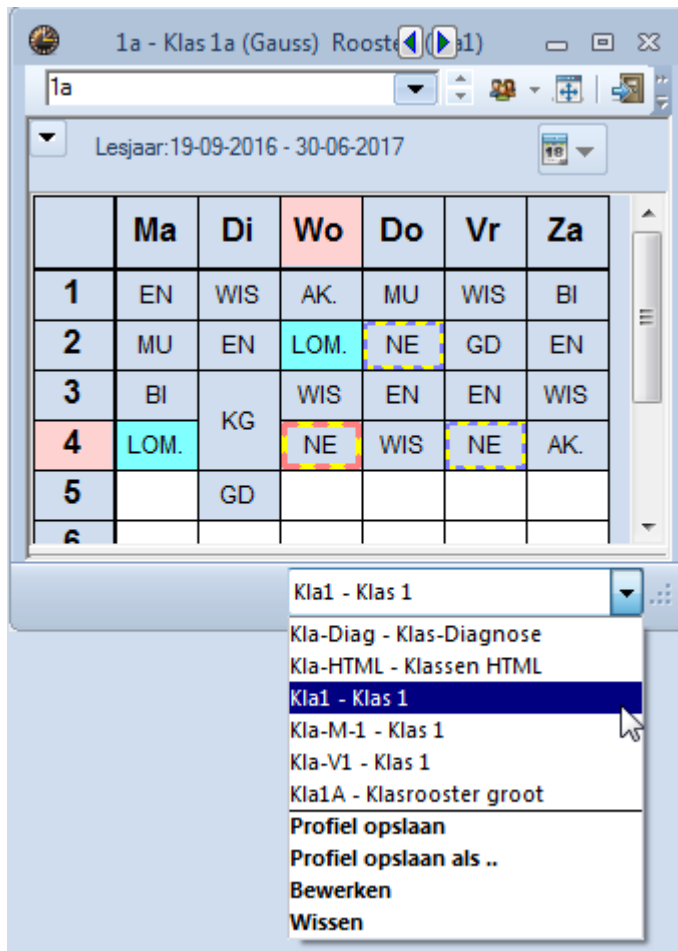 1a - Klas 1a (Gauss) Rooste ( a1)
1a
Lesjaar:19-09-2016 - 30-06-2017
18
Ma Di Wo Do Vr Za
1 EN WIS AK. MU WIS BI
2 MU EN LOM. NE GD EN
3 BI KG WIS EN EN WIS
4 LOM. NE WIS NE AK.
5 GD
6
Kla1 - Klas 1
Kla-Diag - Klas-Diagnose
Kla-HTML - Klassen HTML
Kla1 - Klas 1
Kla-M-1 - Klas 1
Kla-V1 - Klas 1
Kla1A - Klasrooster groot
Profiel opslaan
Profiel opslaan als ..
Bewerken
Wissen